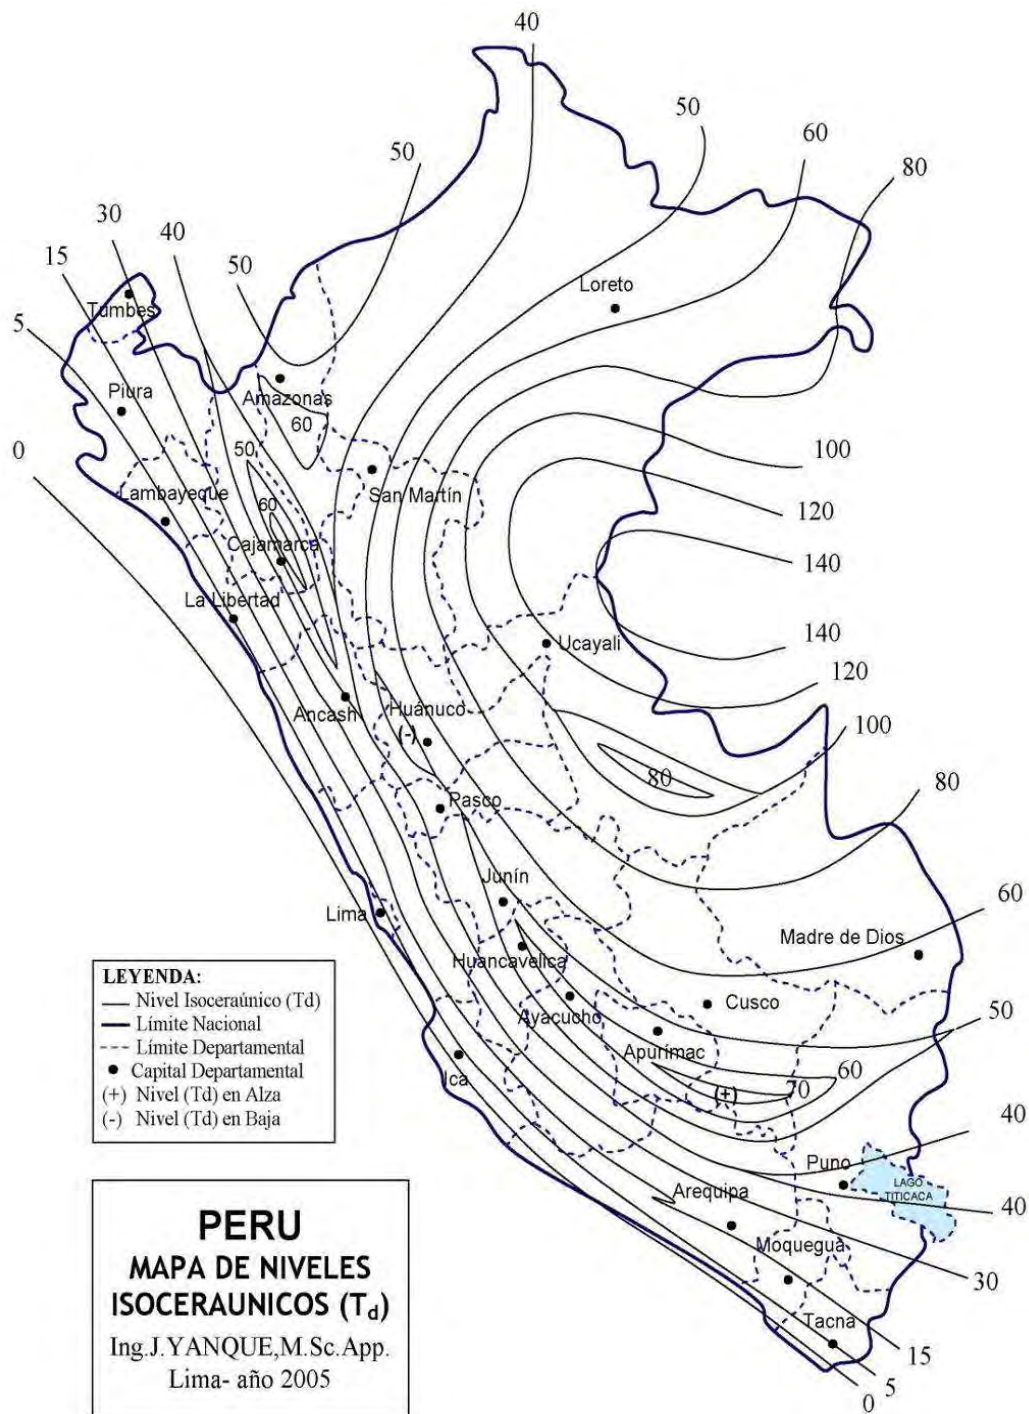 40
50
60
50
80
30
40
15
50
Loreto
Tumbes
5
Piura
Amazonas
60
0
50
100
San Martín
Lambayeque
60
120
Cajamarca
140
La Libertad
140
Ucayali
120
Huánuco
Ancash
(-)
100
80
80
Pasco
Junín
60
Lima
Madre de Dios
Huancavelica
Cusco
50
Ayacucho
Apurímac
Ica
60
70
(+)
40
Puno
LAGO
TITICACA
Arequipa
40
Moquegua
30
Tacna
15
5
0
LEYENDA:
Nivel Isoceraúnico (Td)
Límite Nacional
Límite Departamental
Capital Departamental
(+) Nivel (Td) en Alza
(-) Nivel (Td) en Baja
PERU
MAPA DE NIVELES
ISOCERAUNICOS (Td)
Ing.J.YANQUE,M.Sc.App.
Lima- año 2005